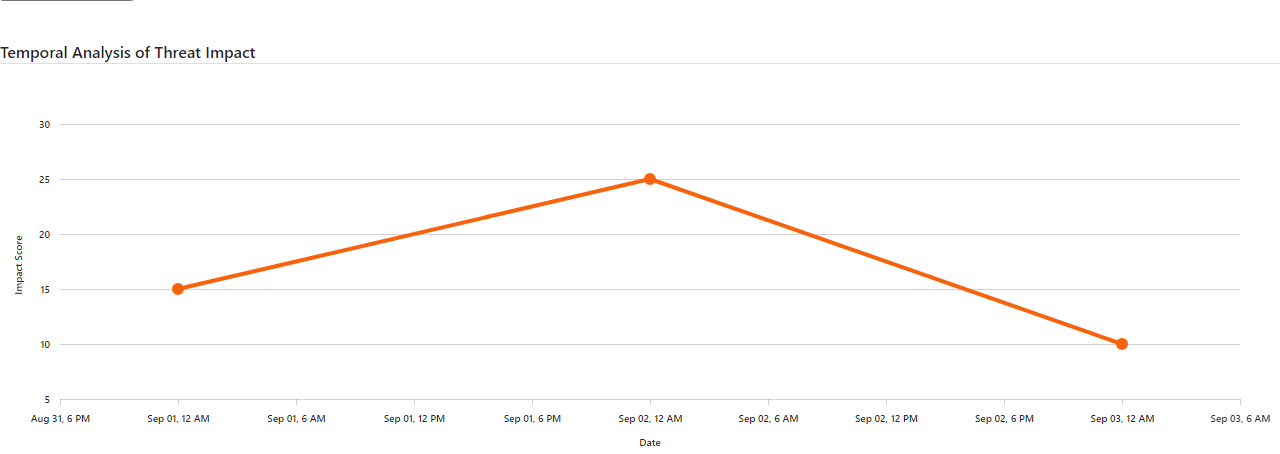 Temporal Analysis of Threat Impact
30
25
20
15
10
5
Impact Score
Aug 31, 6 PM Sep 01, 12 AM Sep 01, 6 AM Sep 01, 12 PM Sep 01, 6 PM Sep 02, 12 AM Sep 02, 6 AM Sep 02, 12 PM Sep 02, 6 PM Sep 03, 12 AM Sep 03, 6 AM
Date